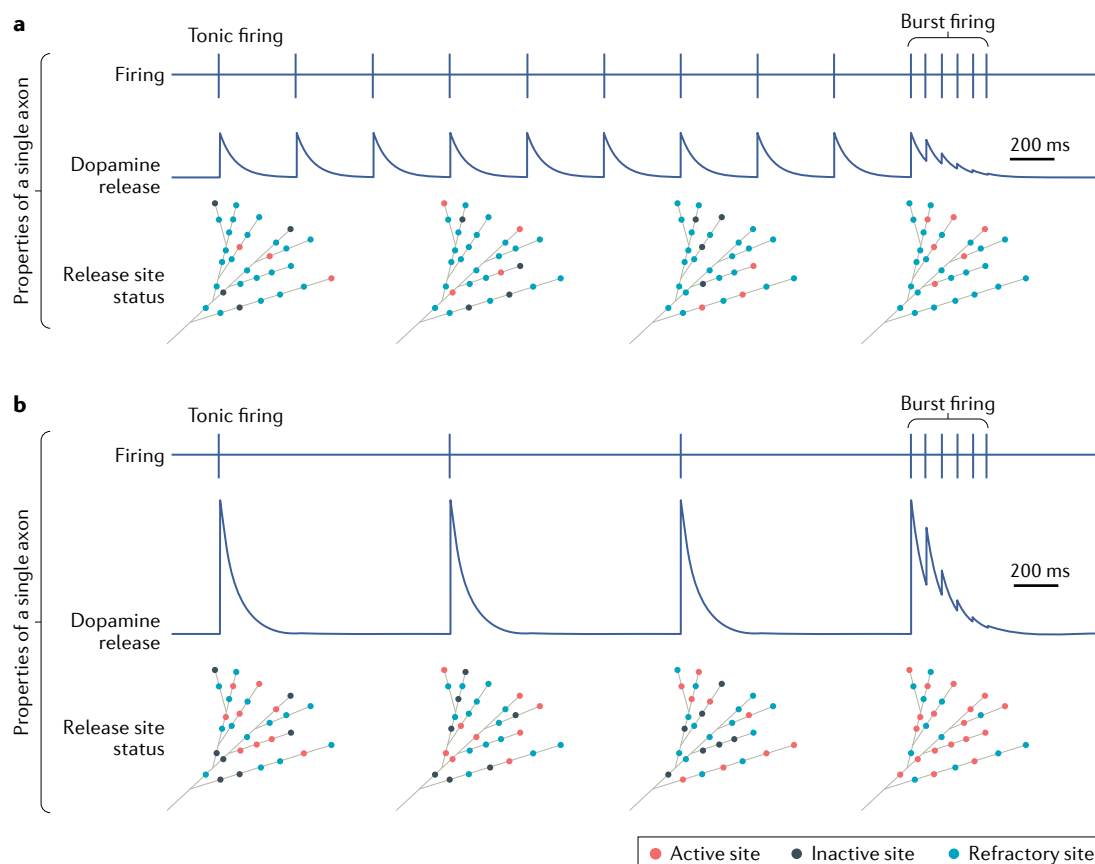 a
Tonic firing
Burst firing
Firing
Dopamine
release
200 ms
Release site
status
Properties of a single axon
b
Tonic firing
Burst firing
Firing
Dopamine
release
200 ms
Release site
status
Properties of a single axon
Active site Inactive site Refractory site